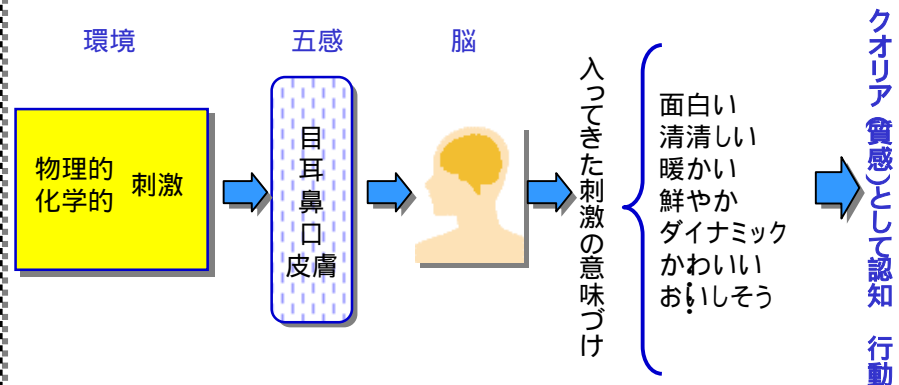 環境
五感
脳
物理的
化学的
刺激
目
耳
鼻
口
皮膚
入ってきた刺激の意味づけ
面白い
清清しい
暖かい
鮮やか
ダイナミック
かわいい
おいしそう
⋮
クオリア(質感)として認知 行動